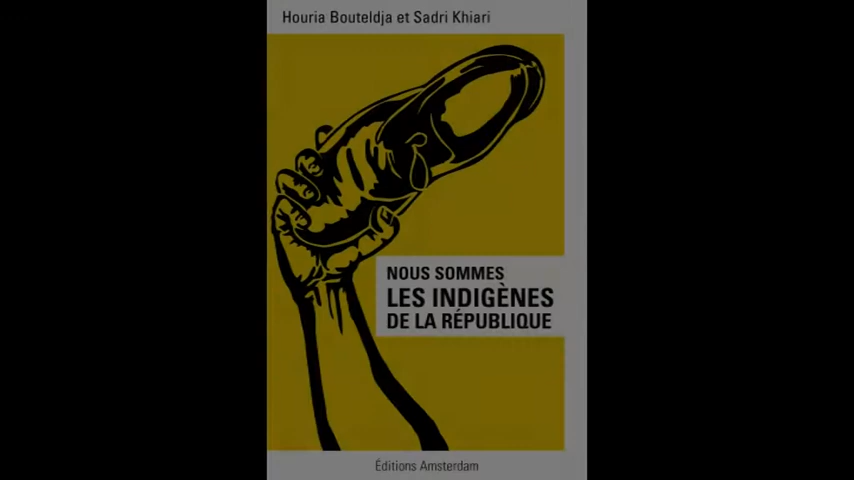 Houria Bouteldja et Sadri Khiari
NOUS SOMMES
LES INDIGÈNES
DE LA RÉPUBLIQUE
Éditions Amsterdam